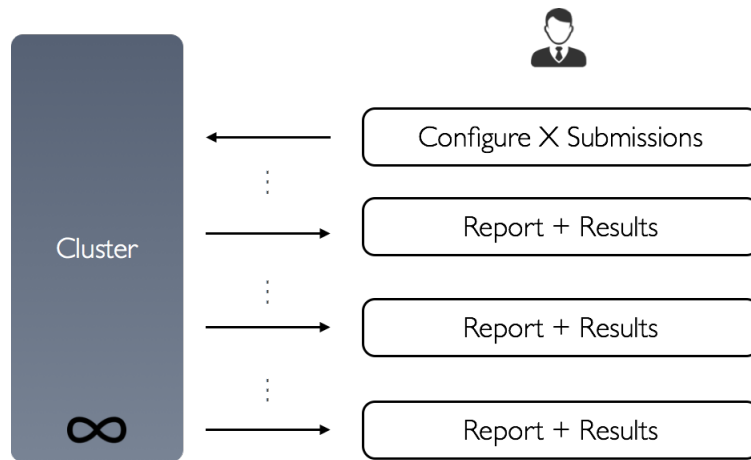 Configure X Submissions
Report + Results
Cluster
Report + Results
Report + Results